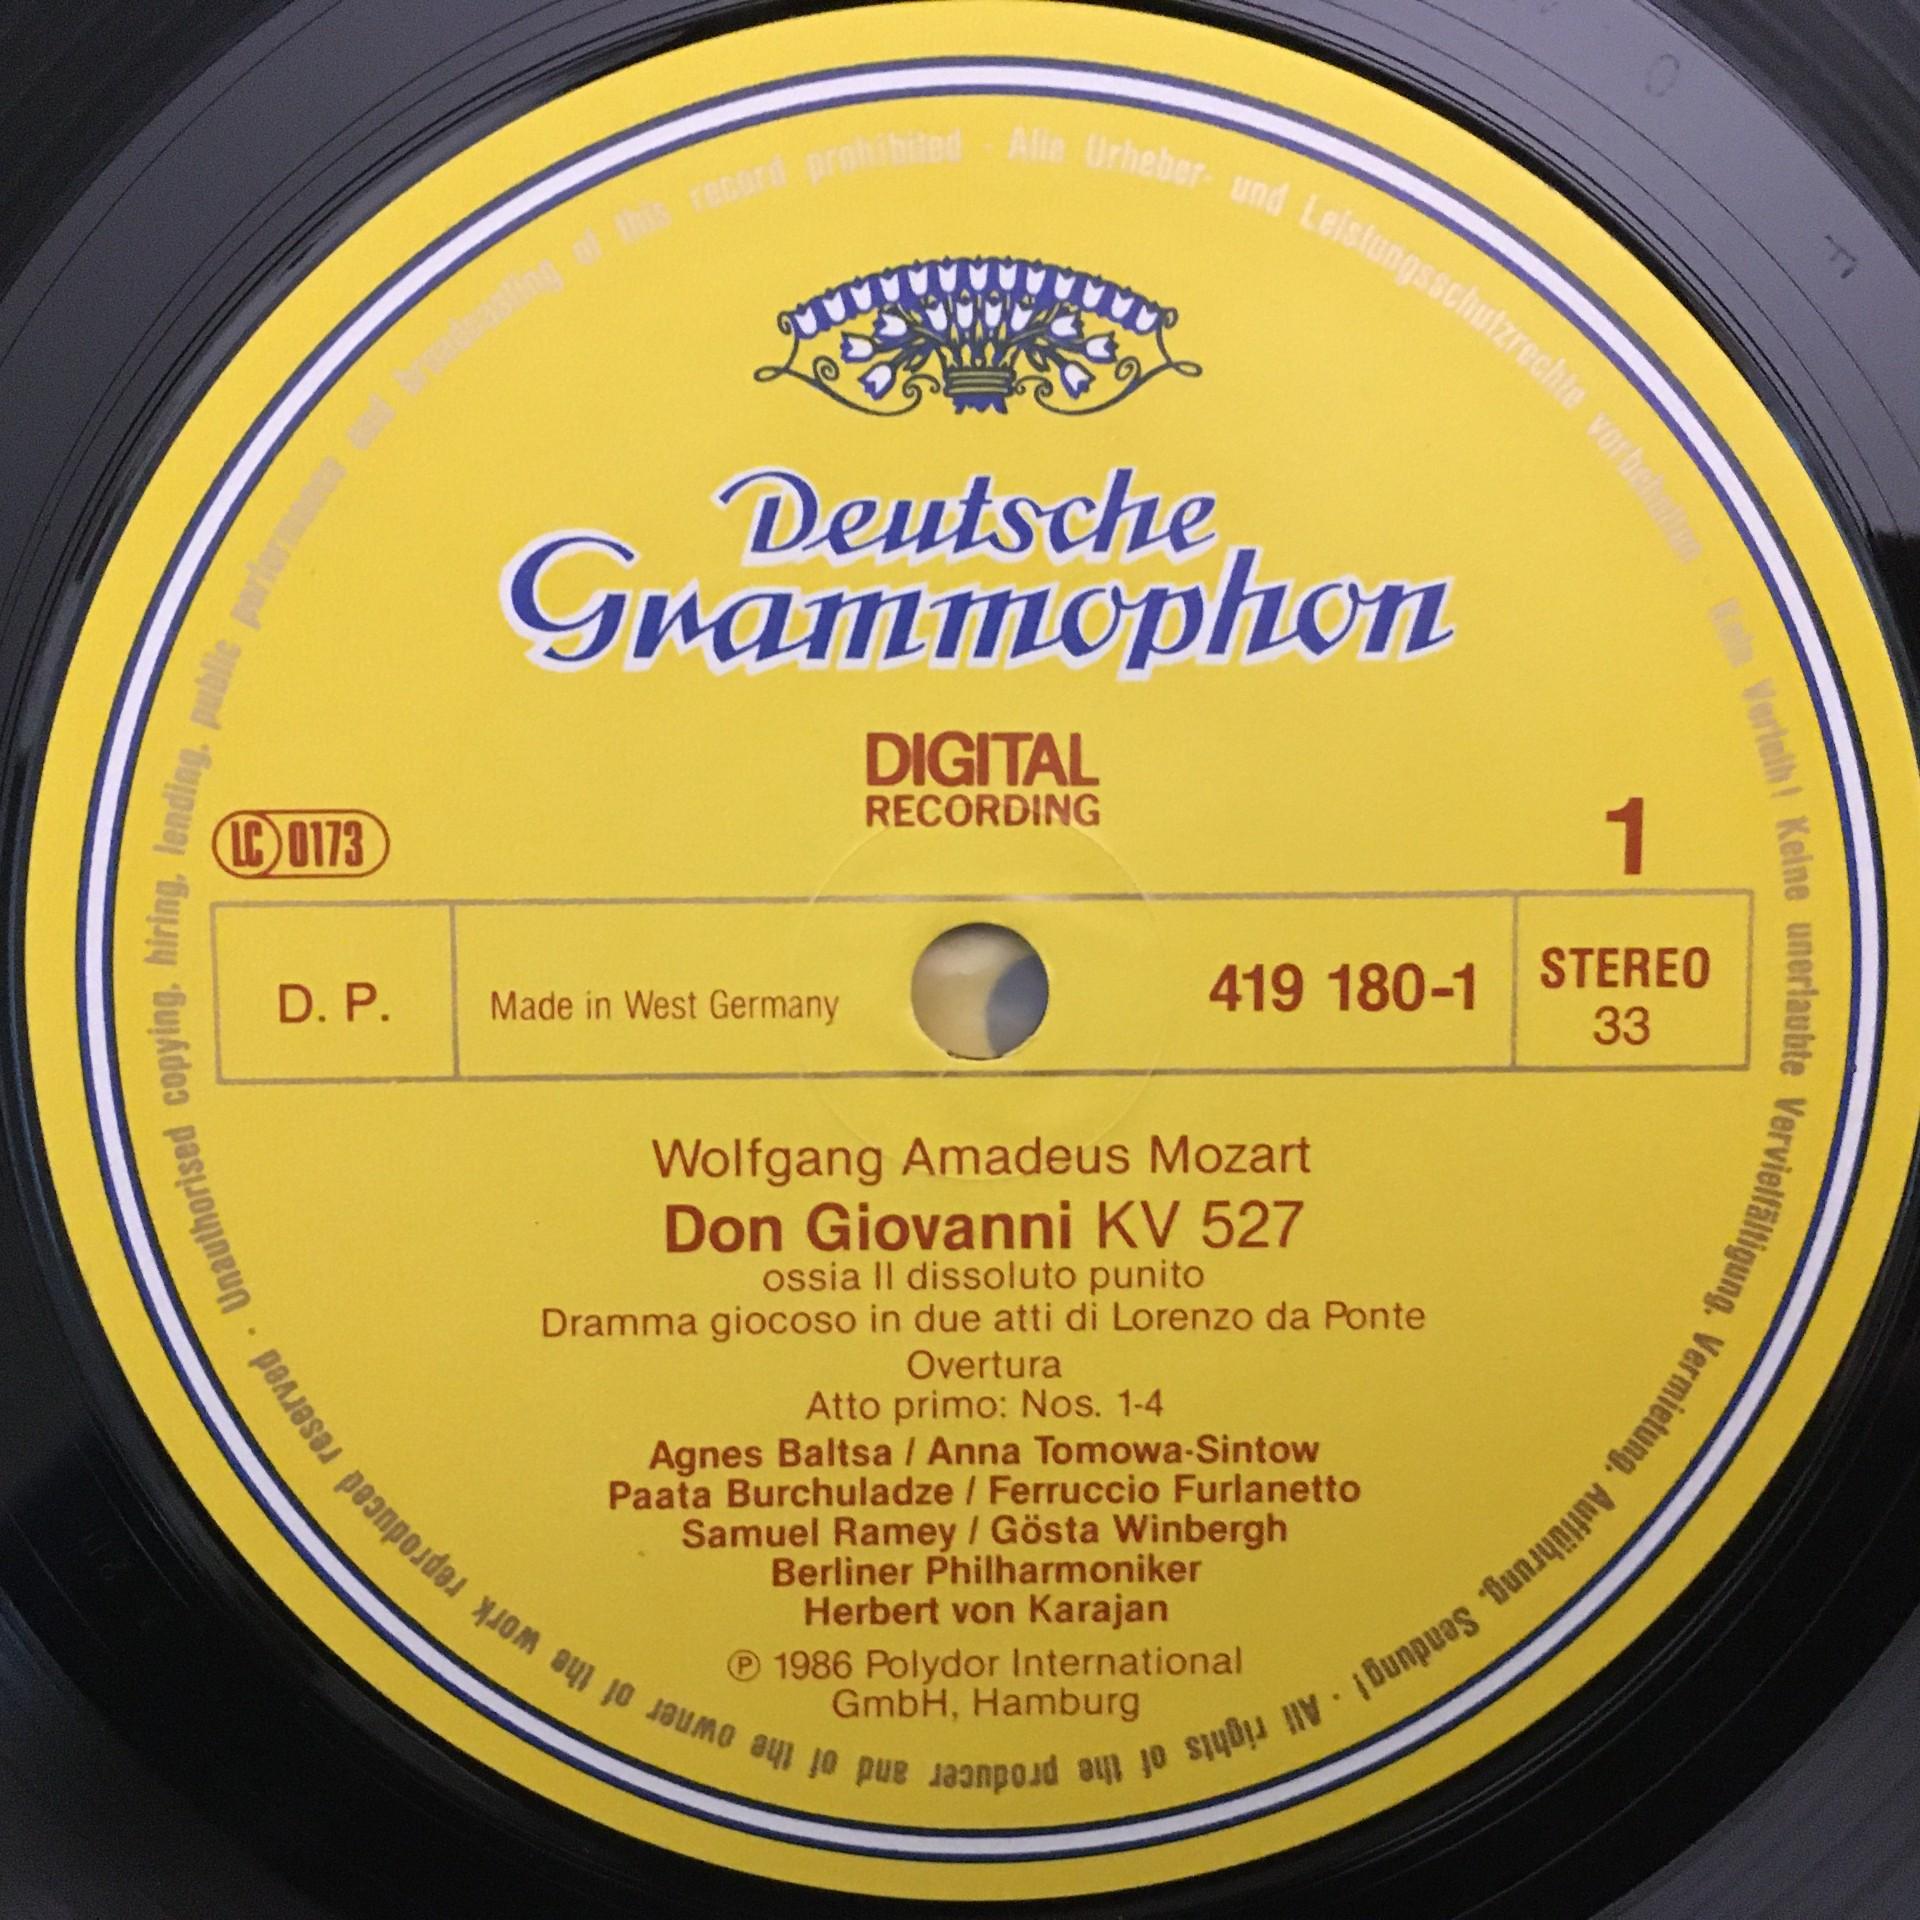 Deutsche
Grammophon
DIGITAL
RECORDING
LC 0173
1
D. P.
Made in West Germany
419 180-1
STEREO
33
Wolfgang Amadeus Mozart
Don Giovanni KV 527
ossia Il dissoluto punito
Dramma giocoso in due atti di Lorenzo da Ponte
Overtura
Atto primo: Nos. 1-4
Agnes Baltsa / Anna Tomowa-Sintow
Paata Burchuladze / Ferruccio Furlanetto
Samuel Ramey / Gösta Winbergh
Berliner Philharmoniker
Herbert von Karajan
℗ 1986 Polydor International
GmbH, Hamburg
Alle Urheber- und Leistungsschutzrechte vorbehalten · Kein Verleih! Keine unerlaubte Vervielfältigung, Vermietung, Aufführung, Sendung! · All rights of the producer and of the owner of the work reproduced reserved · Unauthorised copying, hiring, lending, public performance and broadcasting of this record prohibited ·